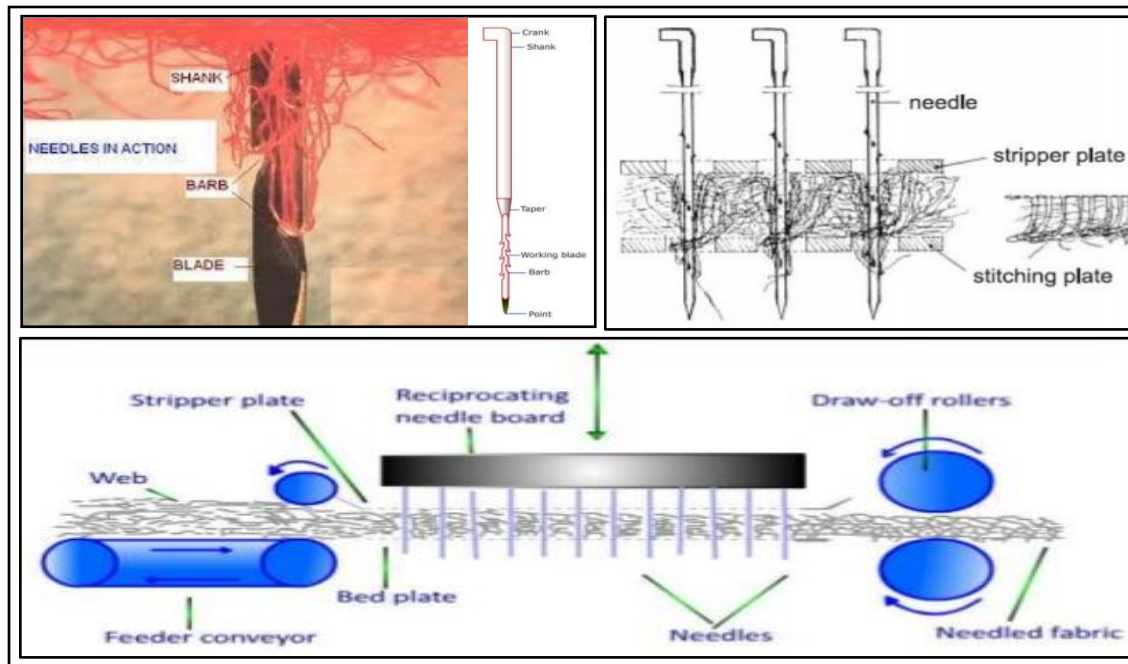 SHANK
NEEDLES IN ACTION
BARB
BLADE
Crank
Shank
Taper
Working blade
Barb
Point
needle
stripper plate
stitching plate
Stripper plate
Reciprocating
needle board
Draw-off rollers
Web
Bed plate
Feeder conveyor
Needles
Needled fabric